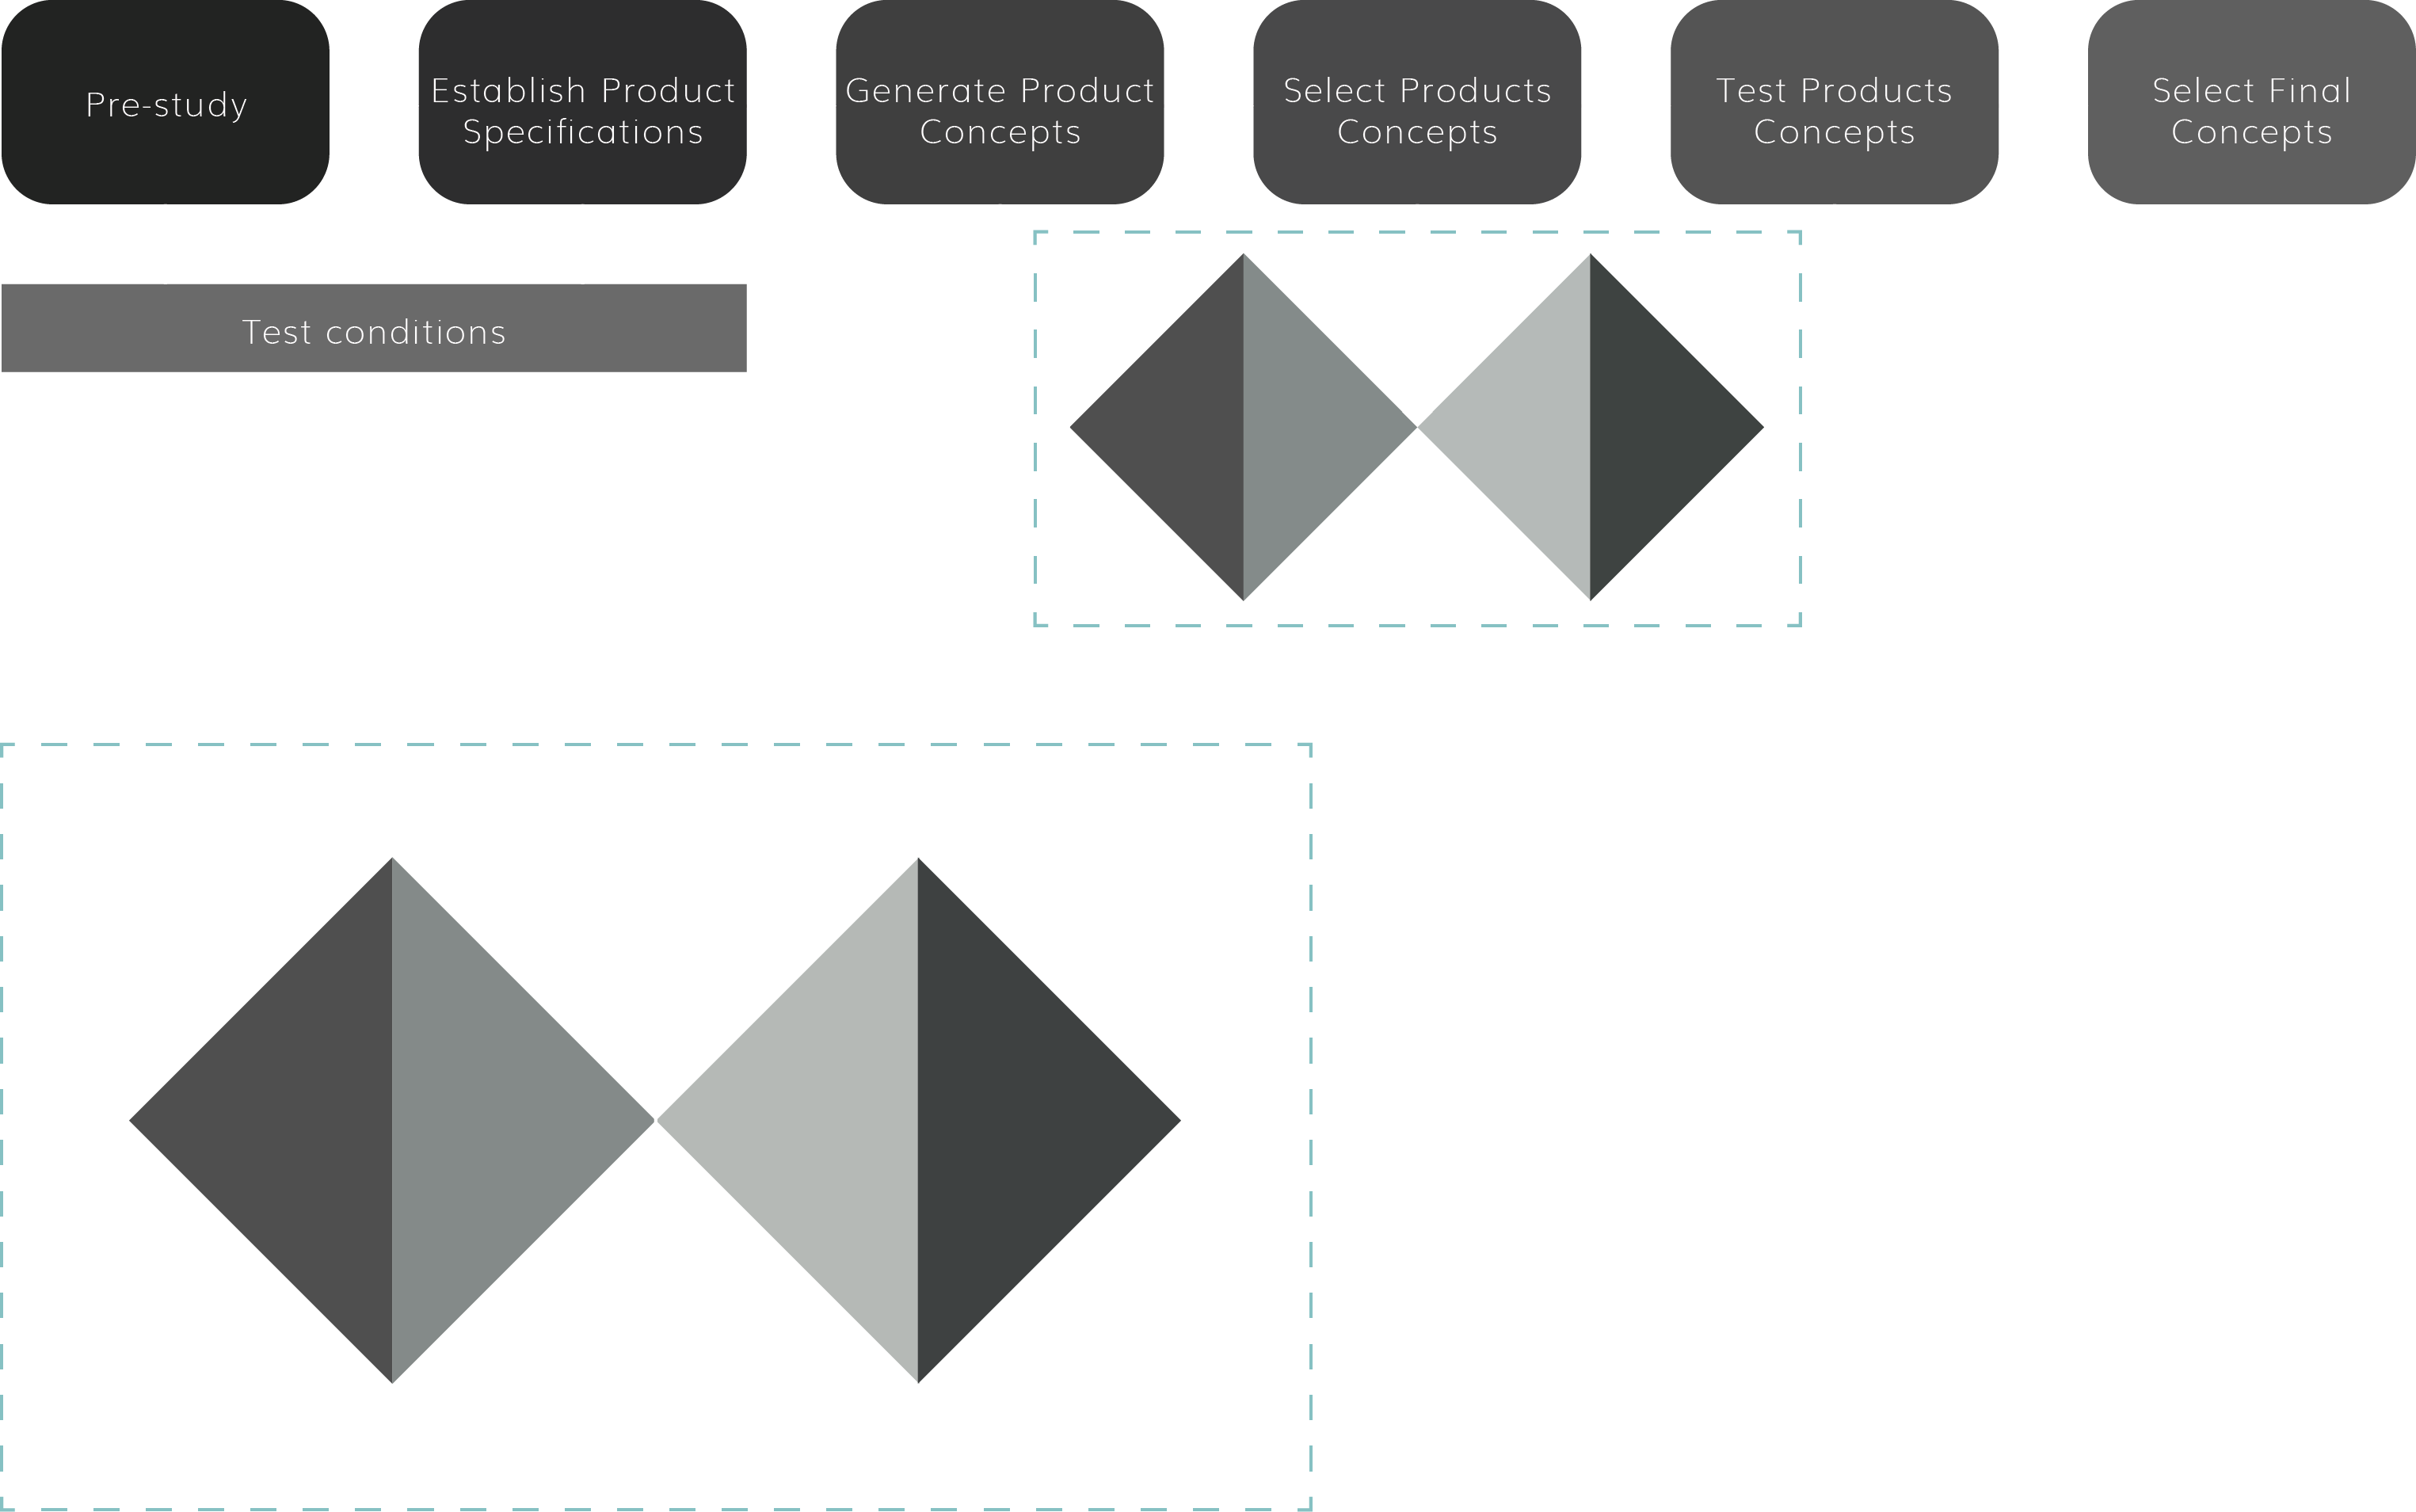 Pre-study
Establish Product
Specifications
Generate Product
Concepts
Select Products
Concepts
Test Products
Concepts
Select Final
Concepts
Test conditions